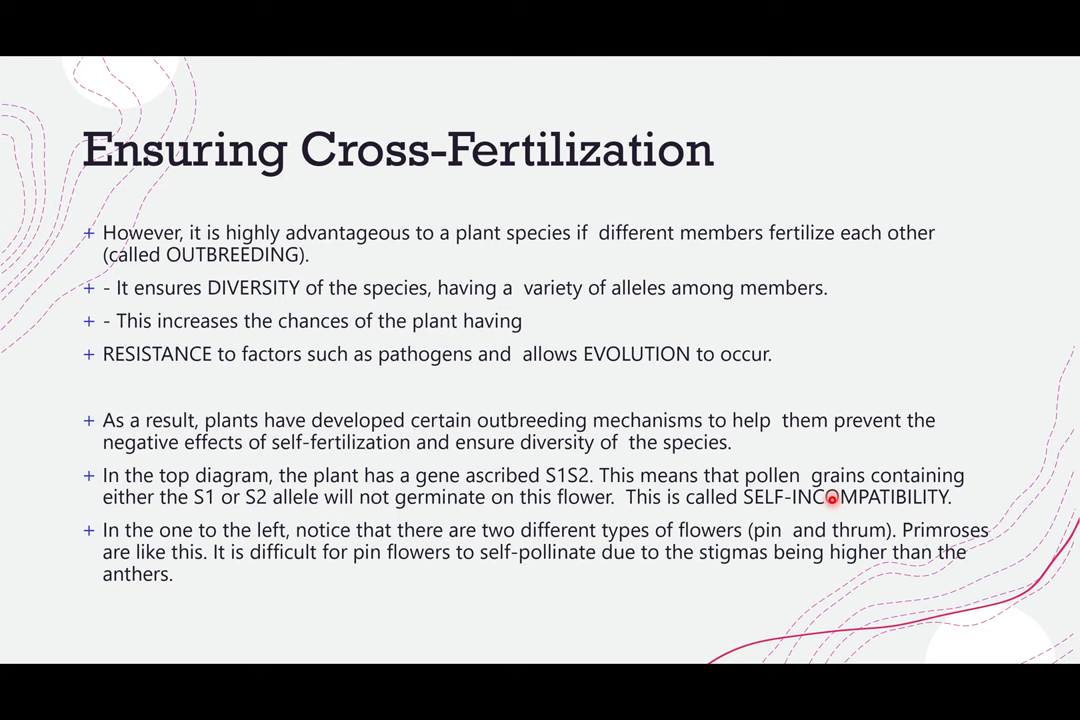 Ensuring Cross-Fertilization
+ However, it is highly advantageous to a plant species if different members fertilize each other
(called OUTBREEDING).
+ - It ensures DIVERSITY of the species, having a variety of alleles among members.
+ - This increases the chances of the plant having
+ RESISTANCE to factors such as pathogens and allows EVOLUTION to occur.
+ As a result, plants have developed certain outbreeding mechanisms to help them prevent the
negative effects of self-fertilization and ensure diversity of the species.
+ In the top diagram, the plant has a gene ascribed S1S2. This means that pollen grains containing
either the S1 or S2 allele will not germinate on this flower. This is called SELF-INCOMPATIBILITY.
+ In the one to the left, notice that there are two different types of flowers (pin and thrum). Primroses
are like this. It is difficult for pin flowers to self-pollinate due to the stigmas being higher than the
anthers.